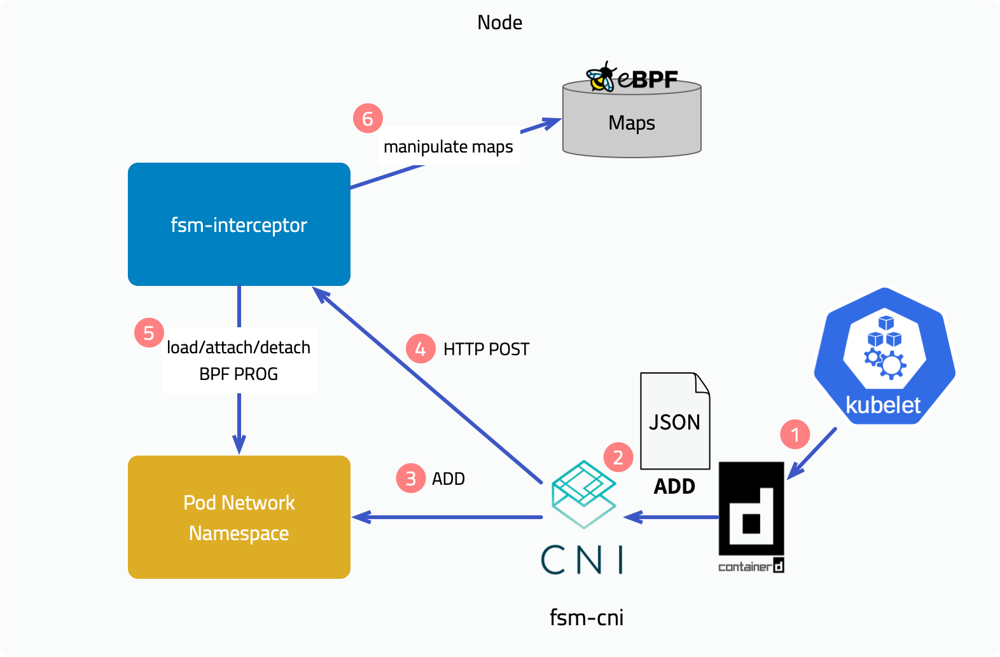 Node
eBPF
Maps
6
manipulate maps
fsm-interceptor
5
load/attach/detach
BPF PROG
4
HTTP POST
kubelet
1
JSON
2
ADD
3
ADD
Pod Network
Namespace
CNI
d
containerd
fsm-cni